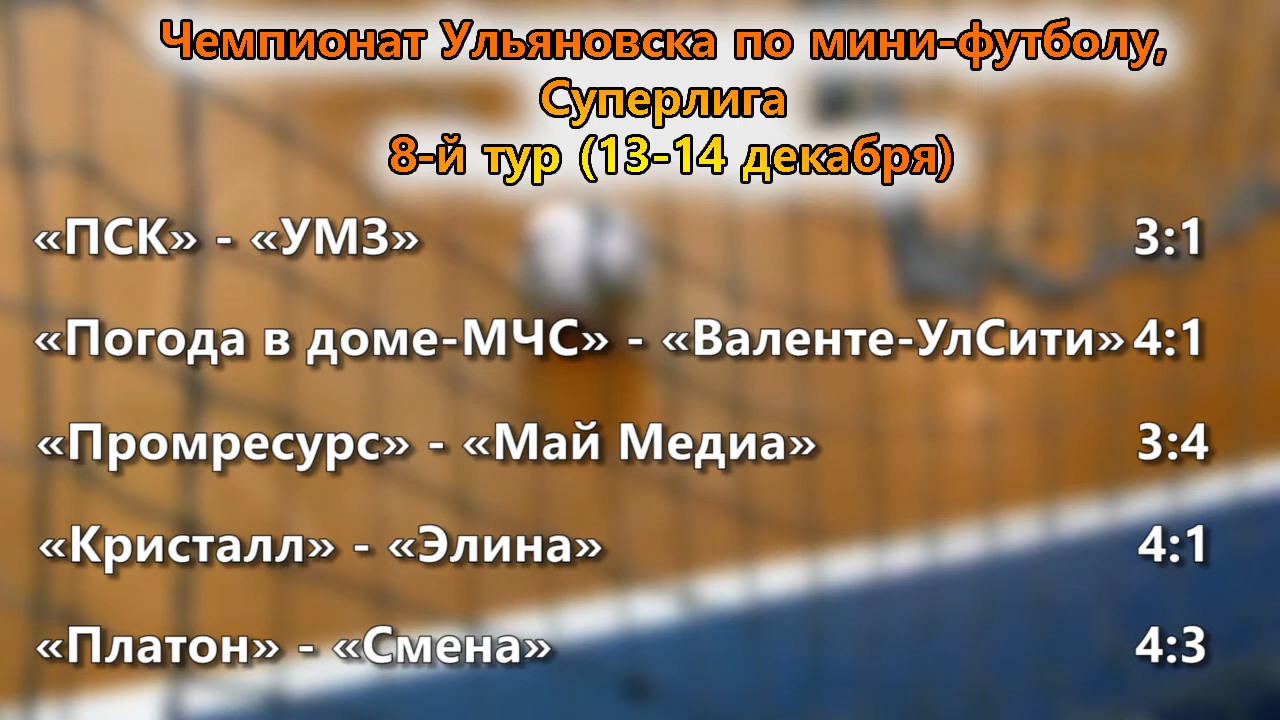 Чемпионат Ульяновска по мини-футболу,
Суперлига
8-й тур (13-14 декабря)
«ПСК» - «УМЗ» 3:1
«Погода в доме-МЧС» - «Валенте-УлСити» 4:1
«Промресурс» - «Май Медиа» 3:4
«Кристалл» - «Элина» 4:1
«Платон» - «Смена» 4:3